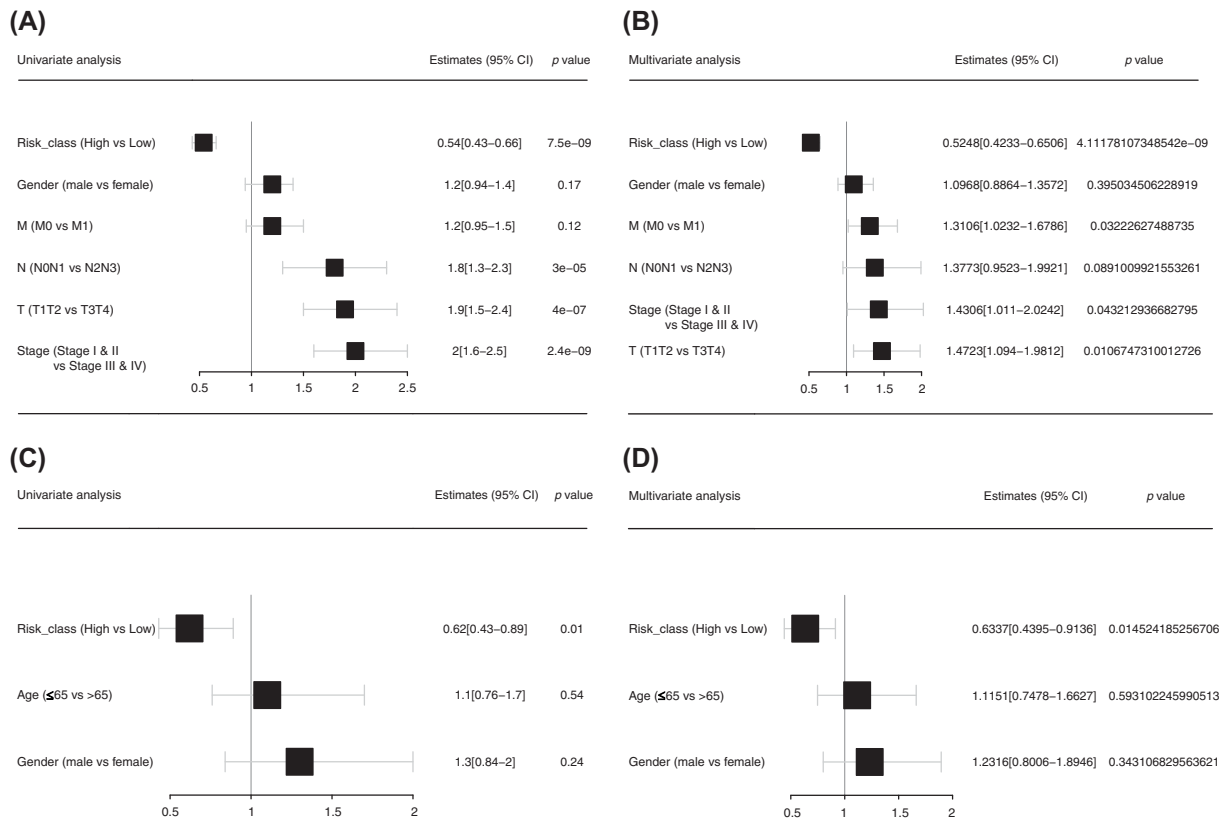 (A)
Univariate analysis Estimates (95% CI) p value
Risk_class (High vs Low) 0.54[0.43−0.66] 7.5e−09
Gender (male vs female) 1.2[0.94−1.4] 0.17
M (M0 vs M1) 1.2[0.95−1.5] 0.12
N (N0N1 vs N2N3) 1.8[1.3−2.3] 3e−05
T (T1T2 vs T3T4) 1.9[1.5−2.4] 4e−07
Stage (Stage I & II 2[1.6−2.5] 2.4e−09
vs Stage III & IV)
0.5 1 1.5 2 2.5
(B)
Multivariate analysis Estimates (95% CI) p value
Risk_class (High vs Low) 0.5248[0.4233−0.6506] 4.11178107348542e−09
Gender (male vs female) 1.0968[0.8864−1.3572] 0.395034506228919
M (M0 vs M1) 1.3106[1.0232−1.6786] 0.03222627488735
N (N0N1 vs N2N3) 1.3773[0.9523−1.9921] 0.0891009921553261
Stage (Stage I & II 1.4306[1.011−2.0242] 0.043212936682795
vs Stage III & IV)
T (T1T2 vs T3T4) 1.4723[1.094−1.9812] 0.0106747310012726
0.5 1 1.5 2
(C)
Univariate analysis Estimates (95% CI) p value
Risk_class (High vs Low) 0.62[0.43−0.89] 0.01
Age (≤65 vs >65) 1.1[0.76−1.7] 0.54
Gender (male vs female) 1.3[0.84−2] 0.24
0.5 1 1.5 2
(D)
Multivariate analysis Estimates (95% CI) p value
Risk_class (High vs Low) 0.6337[0.4395−0.9136] 0.014524185256706
Age (≤65 vs >65) 1.1151[0.7478−1.6627] 0.593102245990513
Gender (male vs female) 1.2316[0.8006−1.8946] 0.343106829563621
0.5 1 1.5 2